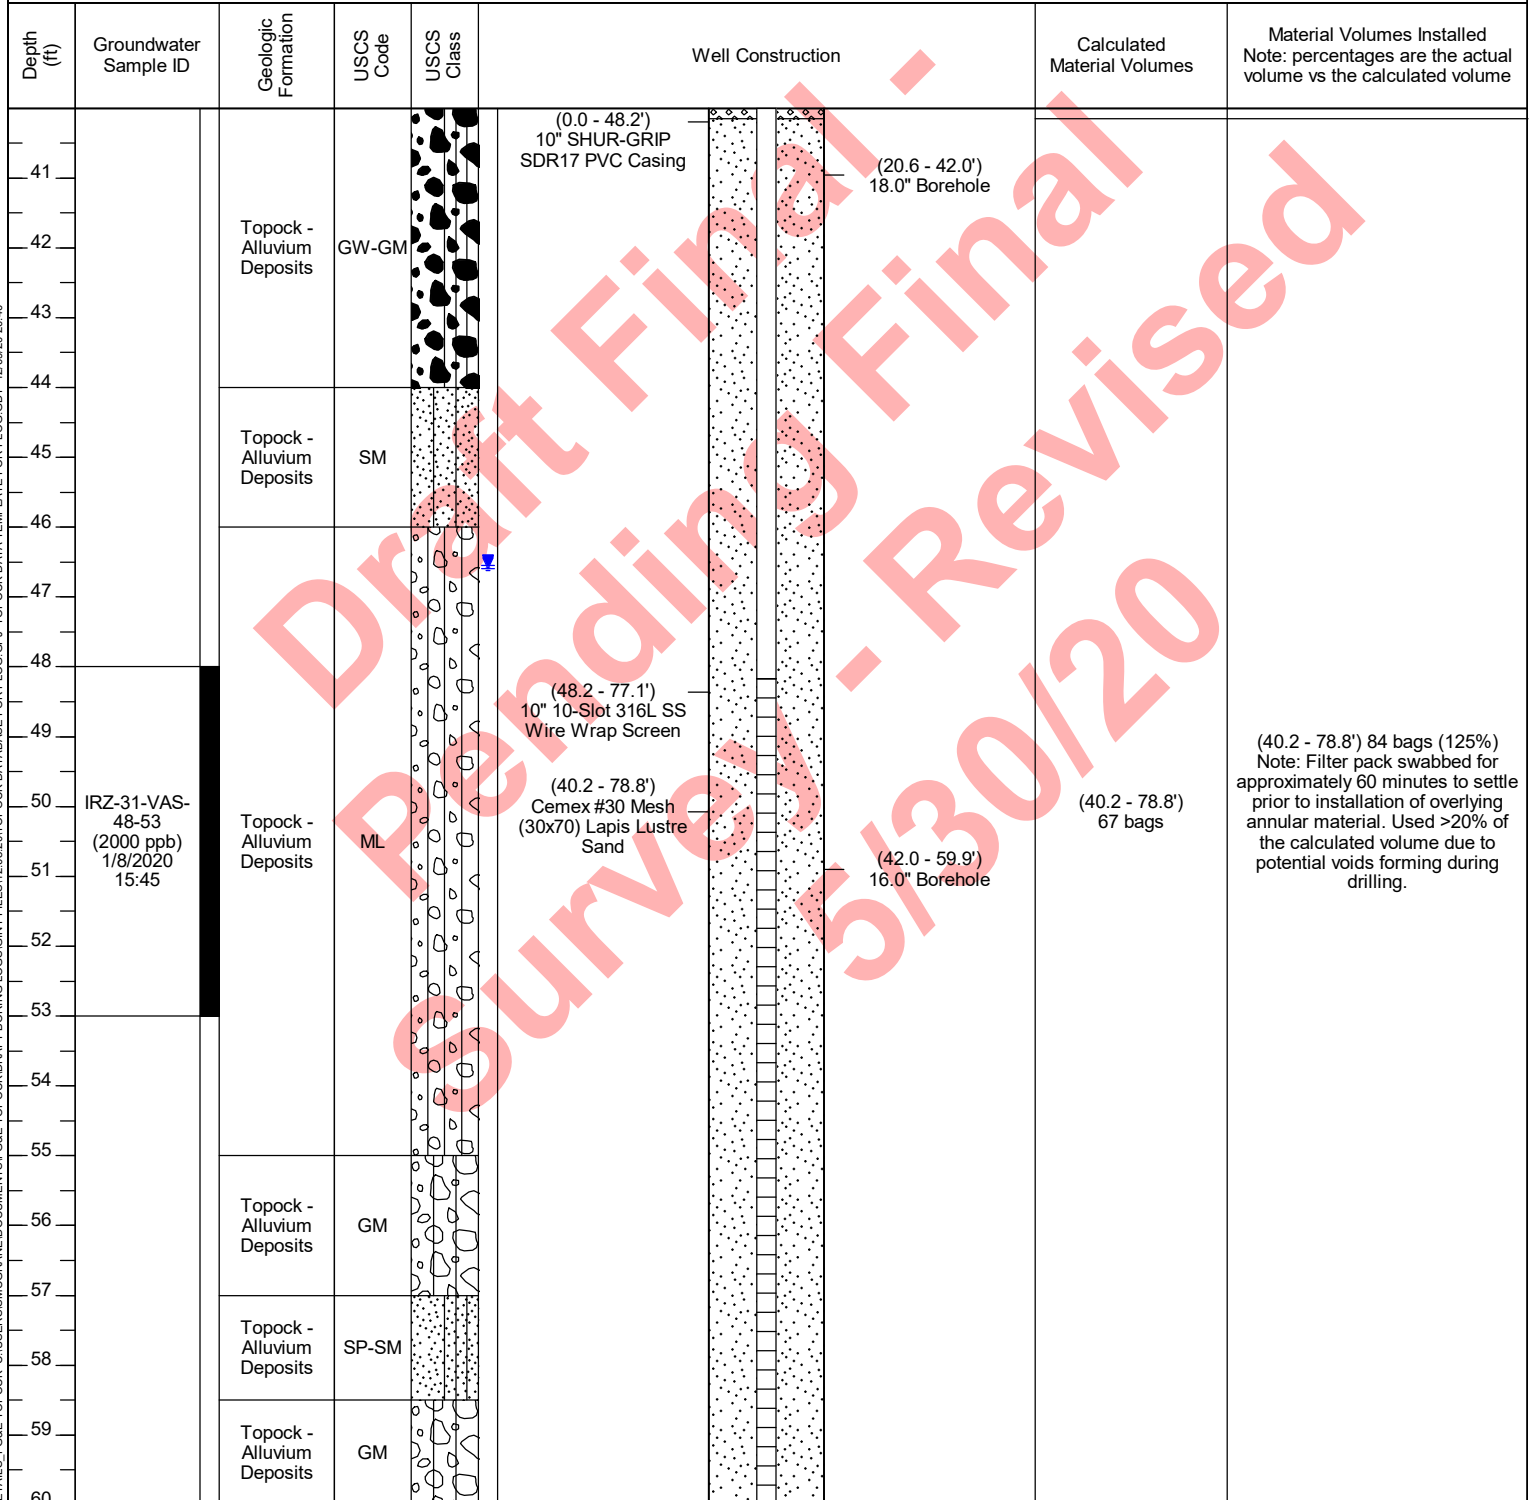 Depth
(ft)
Groundwater
Sample ID
Geologic
Formation
USCS
Code
USCS
Class
Well Construction
Calculated
Material Volumes
Material Volumes Installed
Note: percentages are the actual
volume vs the calculated volume
41
42
43
44
45
46
47
48
49
50
51
52
53
54
55
56
57
58
59
60
IRZ-31-VAS-
48-53
(2000 ppb)
1/8/2020
15:45
Topock -
Alluvium
Deposits
GW-GM
Topock -
Alluvium
Deposits
SM
Topock -
Alluvium
Deposits
ML
Topock -
Alluvium
Deposits
GM
Topock -
Alluvium
Deposits
SP-SM
Topock -
Alluvium
Deposits
GM
(0.0 - 48.2')
10" SHUR-GRIP
SDR17 PVC Casing
(20.6 - 42.0')
18.0" Borehole
(48.2 - 77.1')
10" 10-Slot 316L SS
Wire Wrap Screen
(40.2 - 78.8')
Cemex #30 Mesh
(30x70) Lapis Lustre
Sand
(42.0 - 59.9')
16.0" Borehole
(40.2 - 78.8')
67 bags
(40.2 - 78.8') 84 bags (125%)
Note: Filter pack swabbed for
approximately 60 minutes to settle
prior to installation of overlying
annular material. Used >20% of
the calculated volume due to
potential voids forming during
drilling.
Draft Final -
Pending Final
Survey - Revised
5/30/20